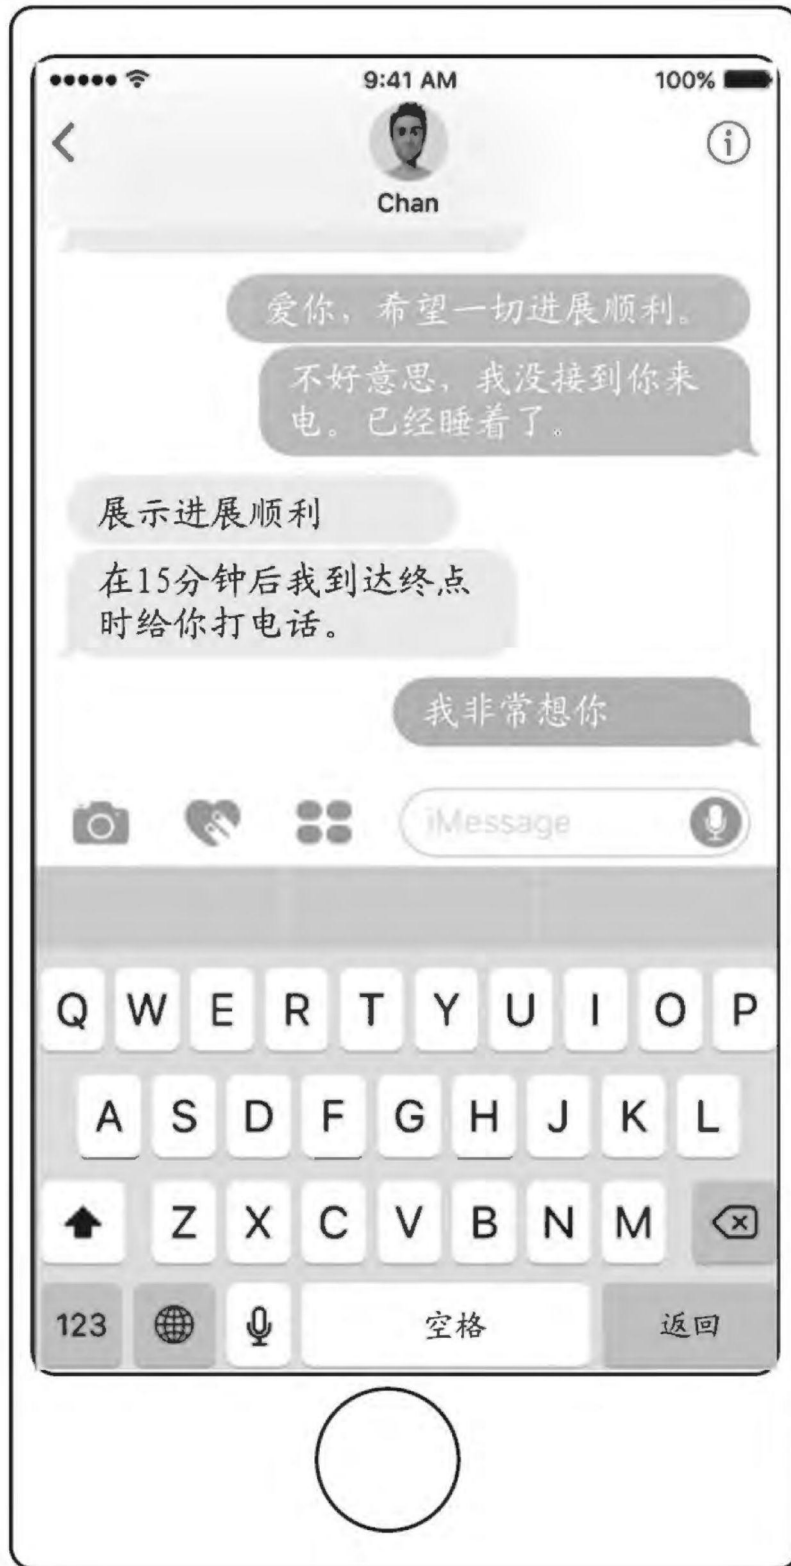 9:41 AM 100%
Chan
爱你，希望一切进展顺利。
不好意思，我没接到你来
电。已经睡着了。
展示进展顺利
在15分钟后我到达终点
时给你打电话。
我非常想你
iMessage
Q W E R T Y U I O P
A S D F G H J K L
Z X C V B N M
123 空格 返回